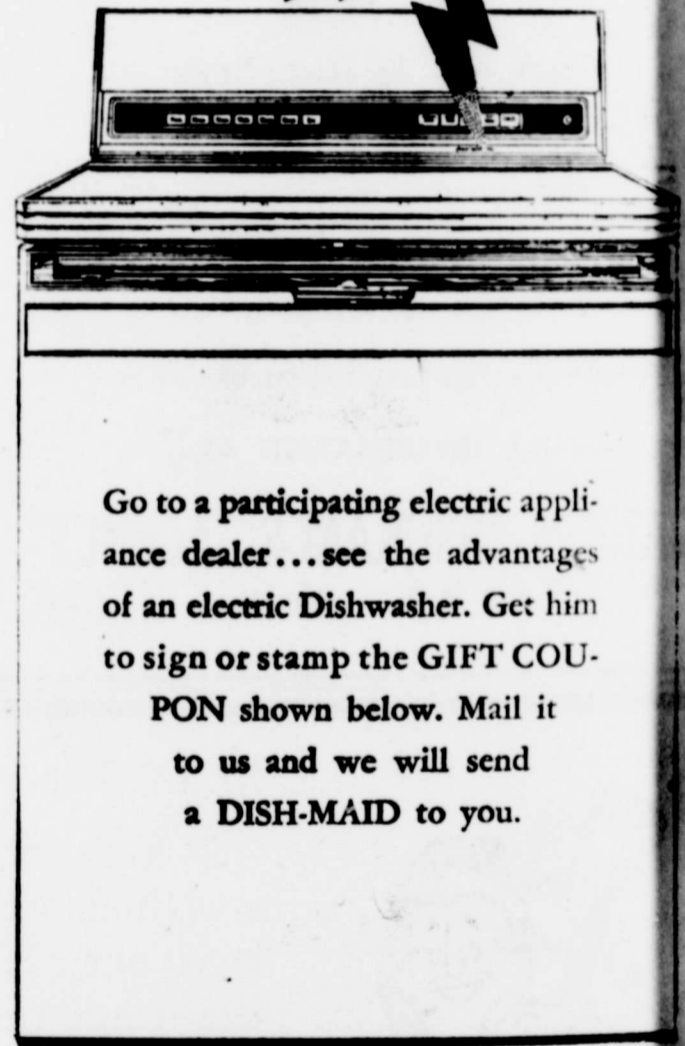 Go to a participating electric appli-
ance dealer...see the advantages
of an electric Dishwasher. Get him
to sign or stamp the GIFT COU-
PON shown below. Mail it
to us and we will send
a DISH-MAID to you.